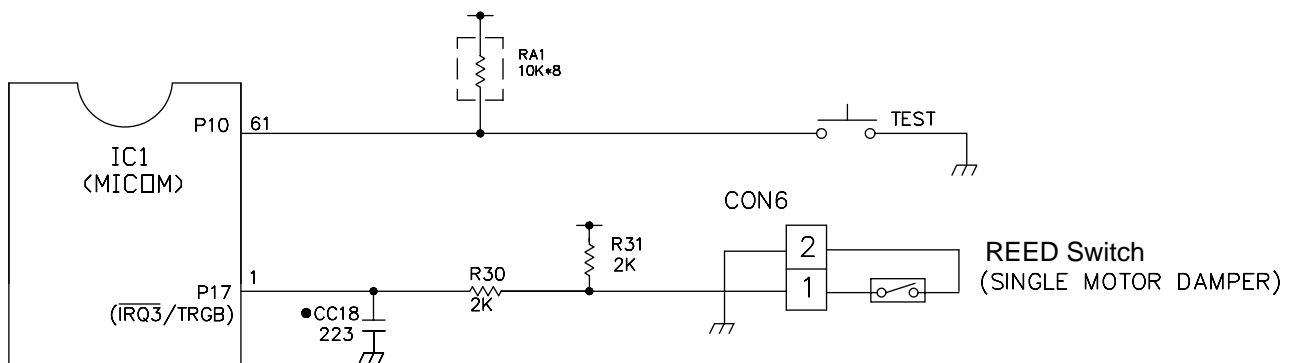 RA1
10K*8
P10
61
TEST
IC1
(MICOM)
CON6
R31
2K
2
REED Switch
(SINGLE MOTOR DAMPER)
1
R30
2K
1
P17
(IRQ3/TRGB)
●CC18
223